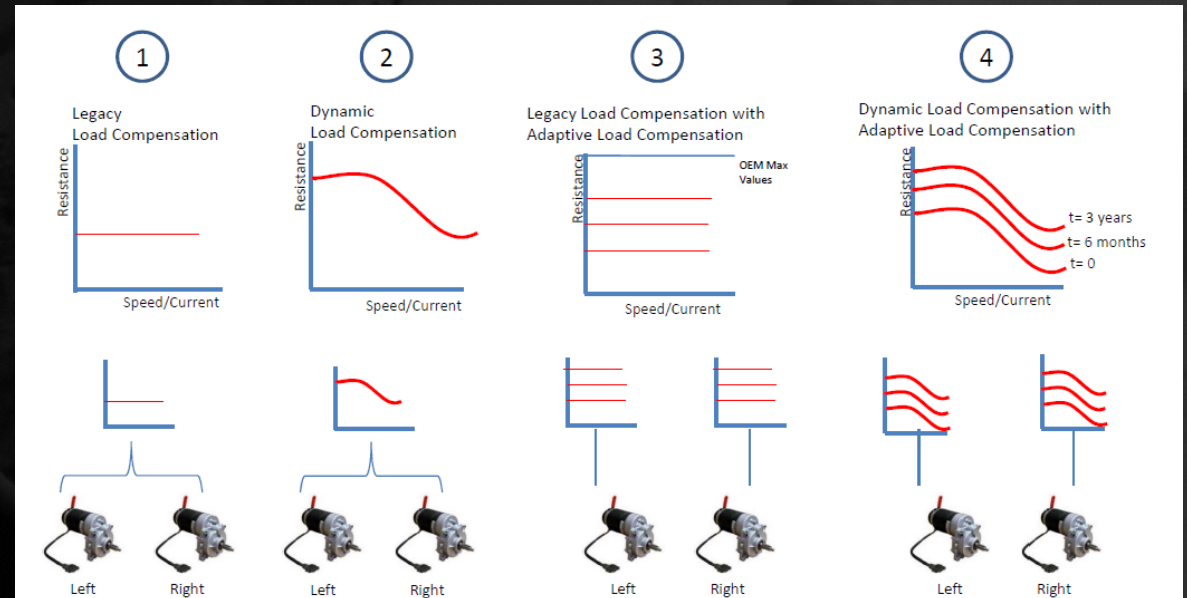 1
Legacy
Load Compensation
Resistance
Speed/Current
Left
Right
2
Dynamic
Load Compensation
Resistance
Speed/Current
Left
Right
3
Legacy Load Compensation with
Adaptive Load Compensation
Resistance
OEM Max
Values
Speed/Current
Left
Right
4
Dynamic Load Compensation with
Adaptive Load Compensation
Resistance
t= 3 years
t= 6 months
t= 0
Speed/Current
Left
Right